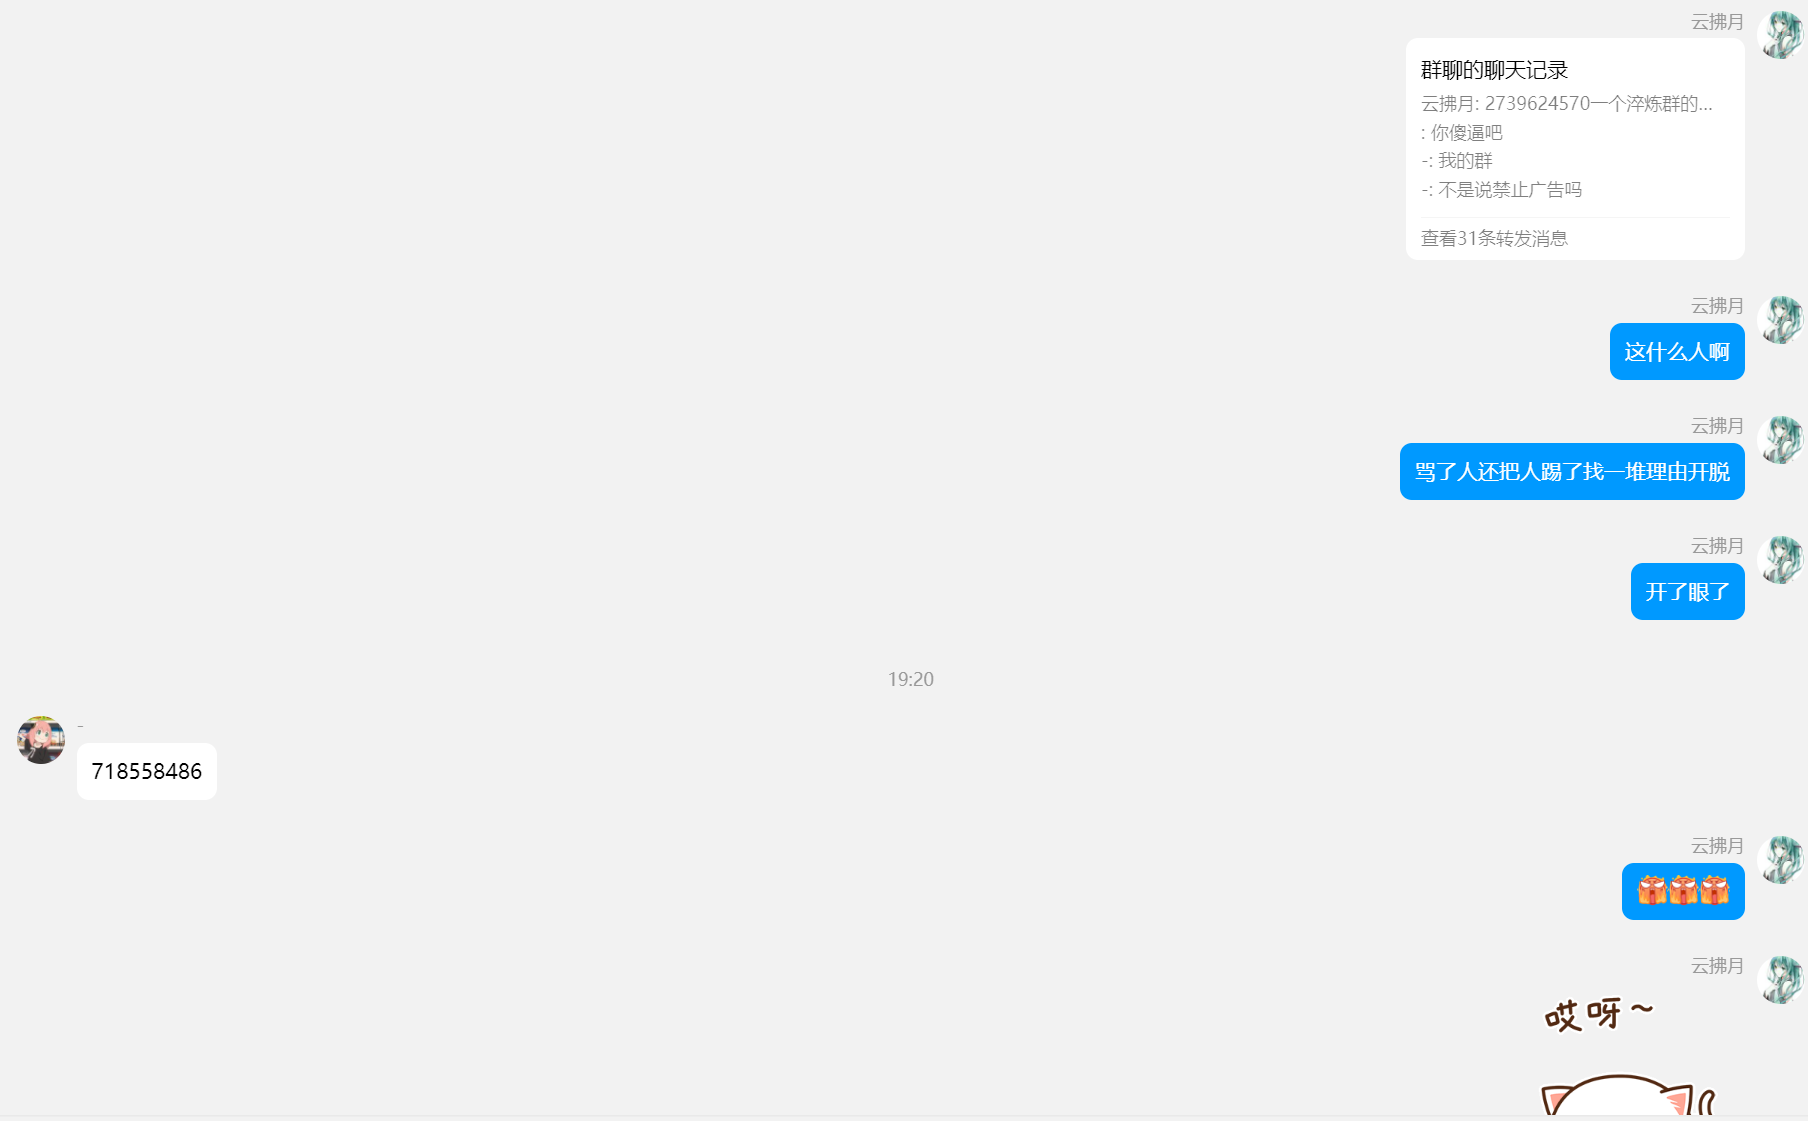 云拂月
群聊的聊天记录
云拂月: 2739624570一个淬炼群的...
: 你傻逼吧
-: 我的群
-: 不是说禁止广告吗
查看31条转发消息
云拂月
这什么人啊
云拂月
骂了人还把人踢了找一堆理由开脱
云拂月
开了眼了
19:20
-
718558486
云拂月
云拂月
哎呀~